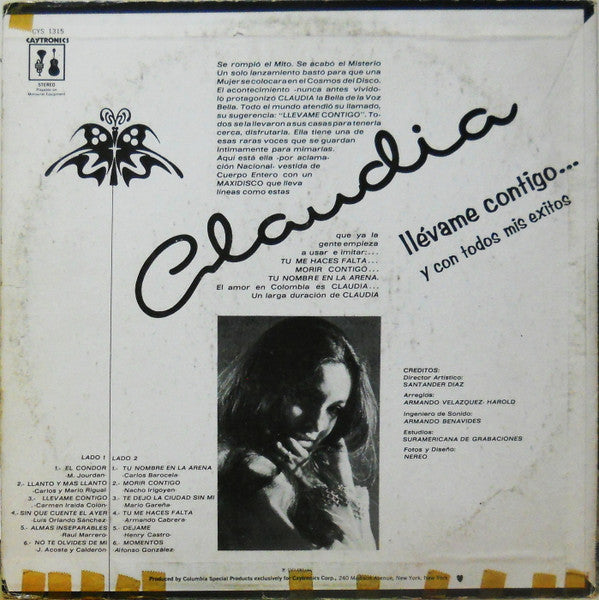 CYS 1315
CAYTRONICS
STEREO
Playable on
Monaural Equipment
Se rompió el Mito. Se acabó el Misterio
Un solo lanzamiento bastó para que una
Mujer se colocara en el Cosmos del Disco.
El acontecimiento -nunca antes vivido-
lo protagonizó CLAUDIA la Bella de la Voz
Bella. Todo el mundo atendió su llamado,
su sugerencia: "LLEVAME CONTIGO". To-
dos se la llevaron a sus casas para tenerla
cerca, disfrutarla. Ella tiene una de
esas raras voces que se guardan
íntimamente para mimarlas.
Aquí está ella -por aclama-
ción Nacional- vestida de
Cuerpo Entero con un
MAXIDISCO que lleva
líneas como estas
Claudia
llévame contigo...
y con todos mis exitos
que ya la
gente empieza
a usar e imitar:...
TU ME HACES FALTA...
MORIR CONTIGO...
TU NOMBRE EN LA ARENA.
El amor en Colombia es CLAUDIA...
Un larga duración de CLAUDIA
CREDITOS:
Director Artístico:
SANTANDER DIAZ
Arreglos:
ARMANDO VELAZQUEZ- HAROLD
Ingeniero de Sonido:
ARMANDO BENAVIDES
Estudios:
SURAMERICANA DE GRABACIONES
Fotos y Diseño:
NEREO
LADO 1
1.- EL CONDOR
M. Jourdan-
2.- LLANTO Y MAS LLANTO
Carlos y Mario Rigual
3.- LLEVAME CONTIGO
-Carmen Iraida Colón-
4.-SIN QUE CUENTE EL AYER
Luis Orlando Sánchez-
5.- ALMAS INSEPARABLES
Raul Marrero
6.- NO TE OLVIDES DE MI
J. Acosta y Calderón
LADO 2
1.- TU NOMBRE EN LA ARENA
-Carlos Barocela-
2.- MORIR CONTIGO
- Nacho Irigoyen
3.- TE DEJO LA CIUDAD SIN MI
- Mario Gareña-
4.- TU ME HACES FALTA
- Armando Cabrera
5.- DEJAME
- Henry Castro-
6.- MOMENTOS
-Alfonso González-
Produced by Columbia Special Products exclusively for Caytronics Corp., 240 Madison Avenue, New York, New York